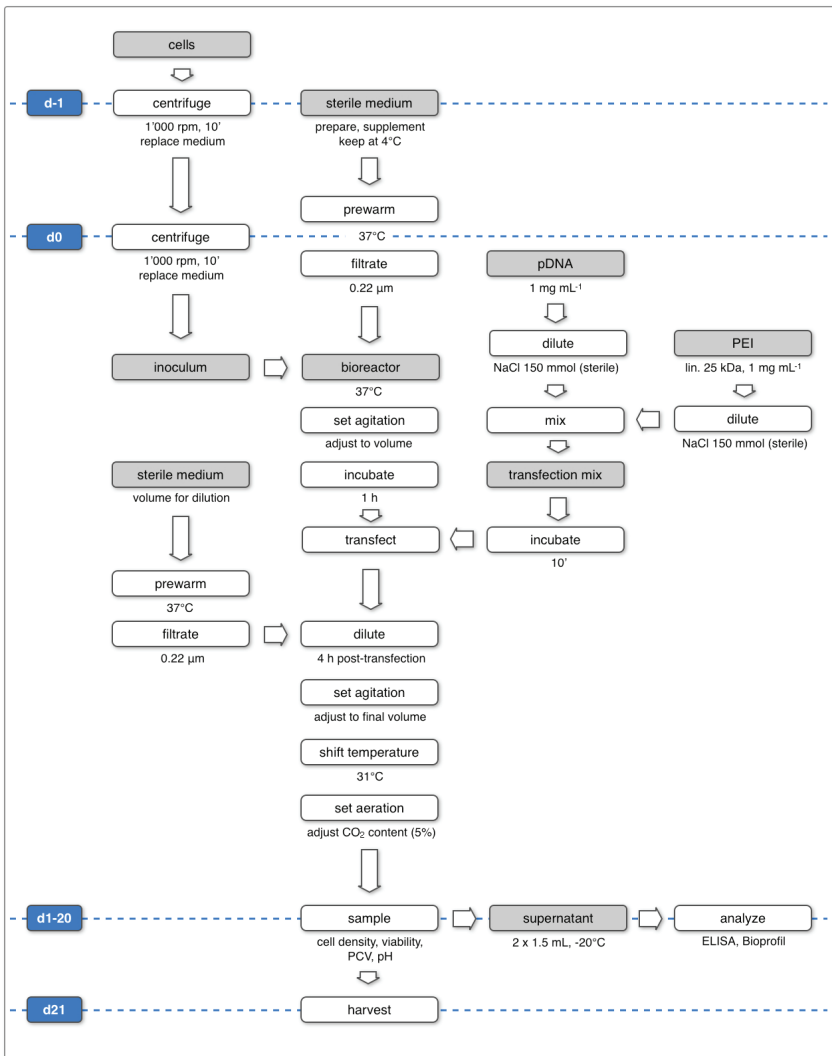 cells
d-1
centrifuge
sterile medium
1'000 rpm, 10'
replace medium
prepare, supplement
keep at 4°C
prewarm
d0
centrifuge
37°C
1'000 rpm, 10'
replace medium
filtrate
0.22 µm
pDNA
1 mg mL-1
dilute
NaCl 150 mmol (sterile)
PEI
lin. 25 kDa, 1 mg mL-1
inoculum
bioreactor
37°C
set agitation
adjust to volume
mix
dilute
NaCl 150 mmol (sterile)
sterile medium
volume for dilution
incubate
1 h
transfection mix
transfect
incubate
10'
prewarm
37°C
filtrate
0.22 µm
dilute
4 h post-transfection
set agitation
adjust to final volume
shift temperature
31°C
set aeration
adjust CO2 content (5%)
d1-20
sample
supernatant
analyze
cell density, viability,
PCV, pH
2 x 1.5 mL, -20°C
ELISA, Bioprofil
d21
harvest